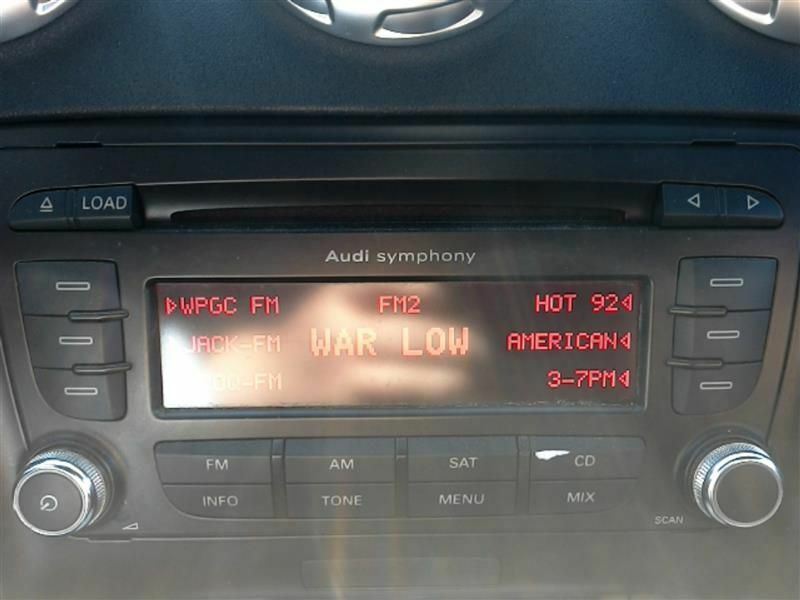 LOAD
Audi symphony
WPGC FM FM2 HOT 92
JACK-FM WAR LOW AMERICAN
3-7PM
FM AM SAT CD
INFO TONE MENU MIX
SCAN